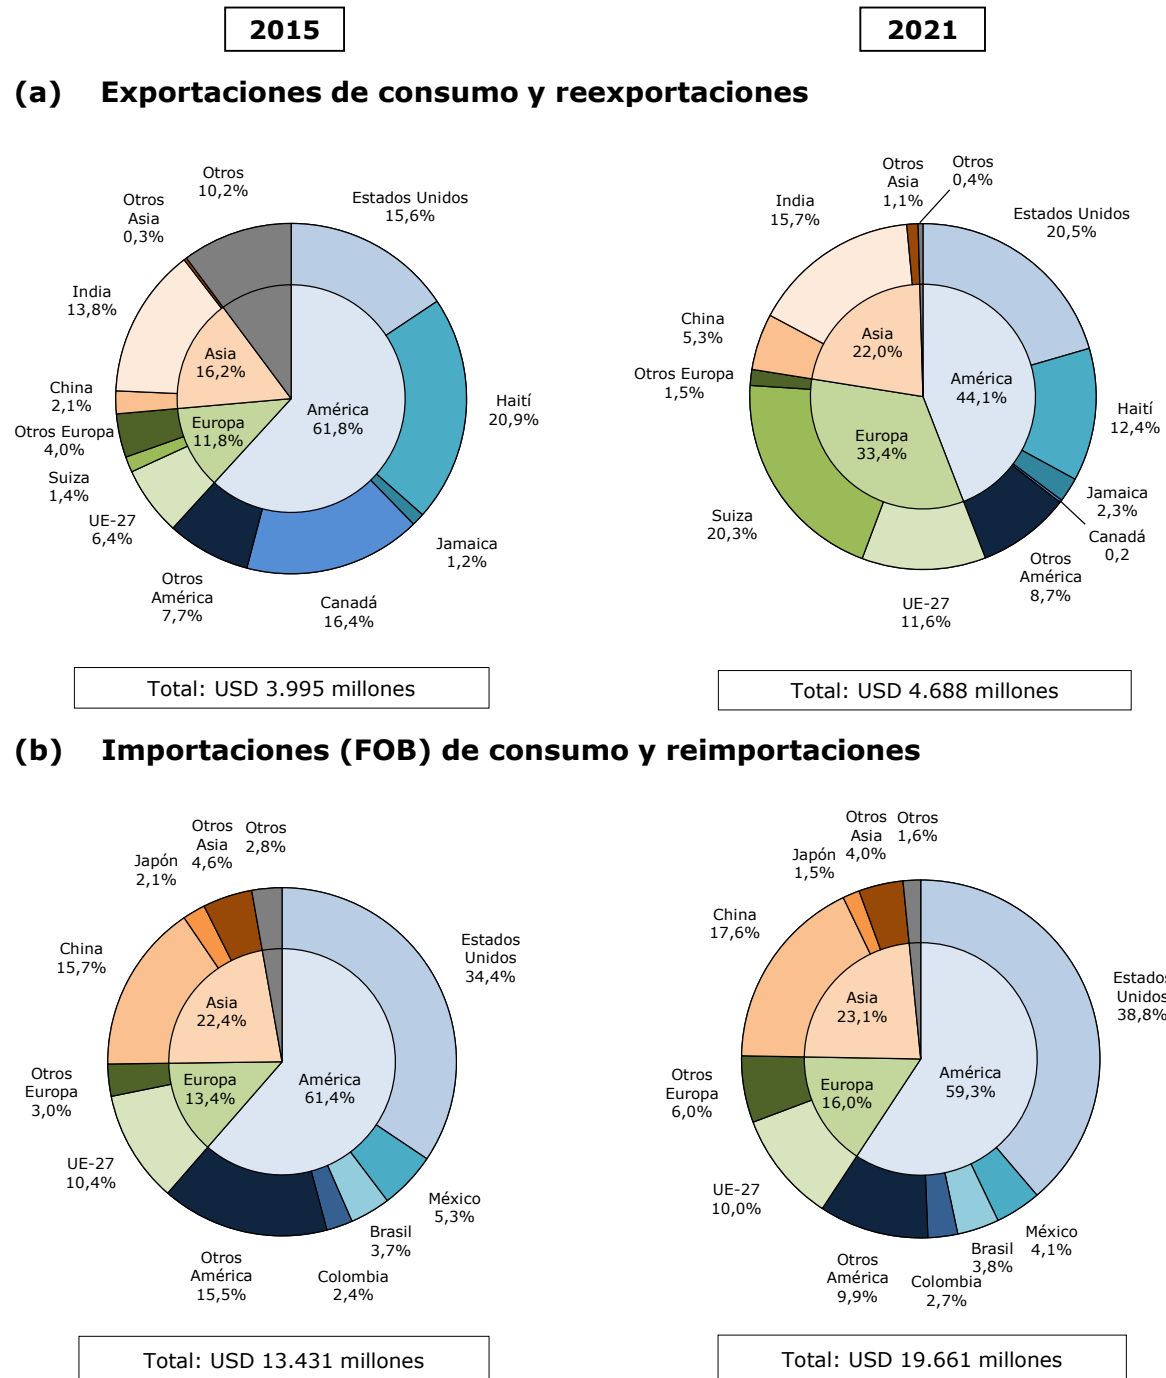 2015
2021
(a) Exportaciones de consumo y reexportaciones
Otros
10,2%
Otros
Asia
0,3%
Estados Unidos
15,6%
India
13,8%
Asia
16,2%
China
2,1%
Otros Europa
4,0%
Europa
11,8%
América
61,8%
Haití
20,9%
Suiza
1,4%
UE-27
6,4%
Otros
América
7,7%
Canadá
16,4%
Jamaica
1,2%
Total: USD 3.995 millones
Otros
Asia
1,1%
Otros
0,4%
India
15,7%
Estados Unidos
20,5%
China
5,3%
Asia
22,0%
Otros Europa
1,5%
América
44,1%
Haití
12,4%
Europa
33,4%
Suiza
20,3%
Jamaica
2,3%
Canadá
0,2
Otros
América
8,7%
UE-27
11,6%
Total: USD 4.688 millones
(b) Importaciones (FOB) de consumo y reimportaciones
Otros
Asia
4,6%
Otros
2,8%
Japón
2,1%
China
15,7%
Estados
Unidos
34,4%
Asia
22,4%
Otros
Europa
3,0%
Europa
13,4%
América
61,4%
UE-27
10,4%
México
5,3%
Brasil
3,7%
Otros
América
15,5%
Colombia
2,4%
Total: USD 13.431 millones
Otros
Asia
4,0%
Otros
1,6%
Japón
1,5%
China
17,6%
Estados
Unidos
38,8%
Asia
23,1%
Otros
Europa
6,0%
Europa
16,0%
América
59,3%
UE-27
10,0%
México
4,1%
Brasil
3,8%
Otros
América
9,9%
Colombia
2,7%
Total: USD 19.661 millones